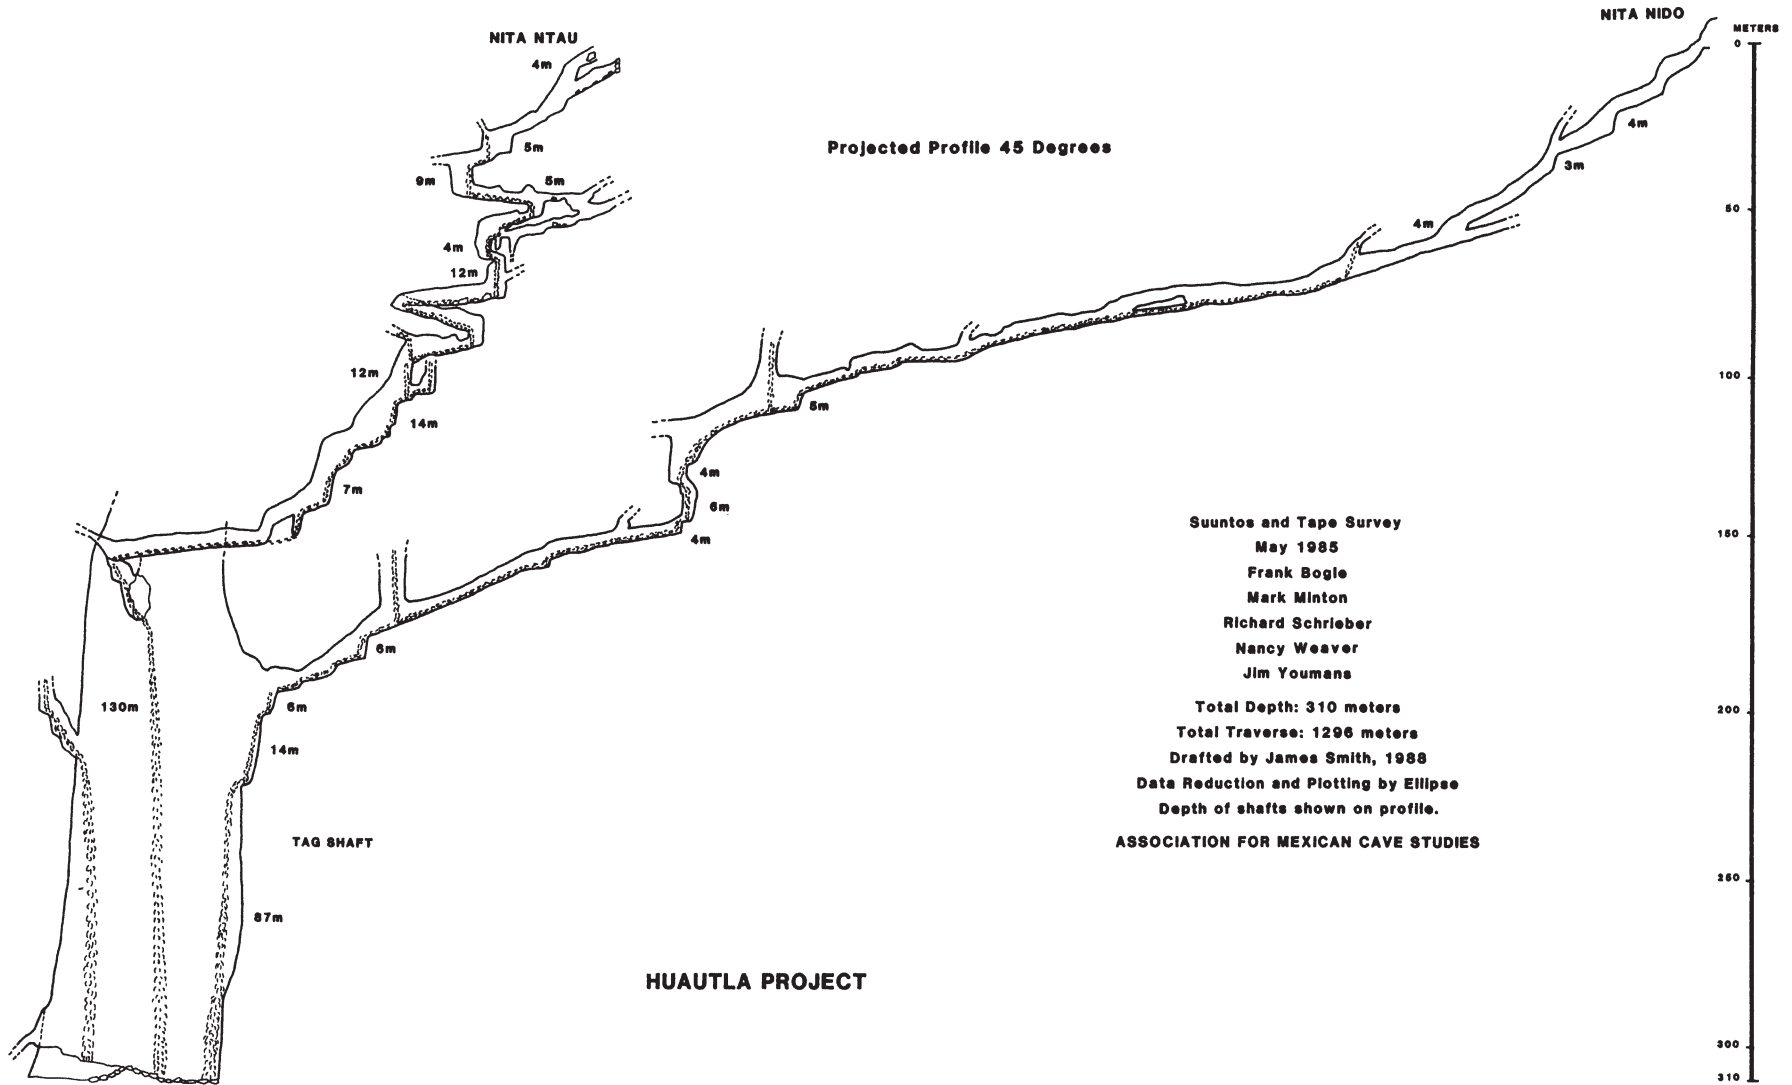 NITA NTAU
4m
5m
9m
5m
4m
12m
12m
14m
7m
130m
TAG SHAFT
87m
14m
6m
6m
4m
6m
4m
5m
4m
3m
4m
NITA NIDO
METERS
0
50
100
150
200
250
300
310
Projected Profile 45 Degrees
Suuntos and Tape Survey
May 1985
Frank Bogle
Mark Minton
Richard Schrieber
Nancy Weaver
Jim Youmans
Total Depth: 310 meters
Total Traverse: 1296 meters
Drafted by James Smith, 1988
Data Reduction and Plotting by Ellipse
Depth of shafts shown on profile.
ASSOCIATION FOR MEXICAN CAVE STUDIES
HUAUTLA PROJECT